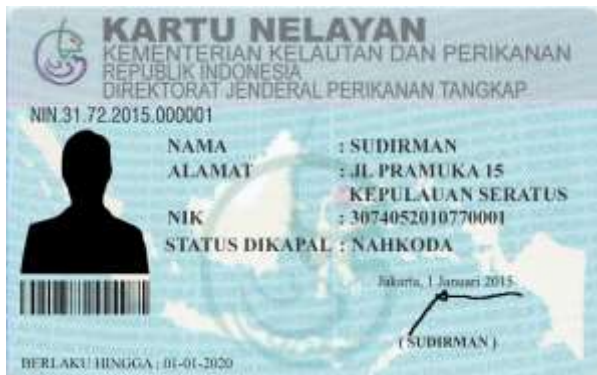 KARTU NELAYAN
KEMENTERIAN KELAUTAN DAN PERIKANAN
REPUBLIK INDONESIA
DIREKTORAT JENDERAL PERIKANAN TANGKAP
NIN.31.72.2015.000001
NAMA : SUDIRMAN
ALAMAT : JL PRAMUKA 15
KEPULAUAN SERATUS
NIK : 3074052010770001
STATUS DIKAPAL : NAHKODA
Jakarta, 1 Januari 2015
( SUDIRMAN )
BERLAKU HINGGA : 01-01-2020